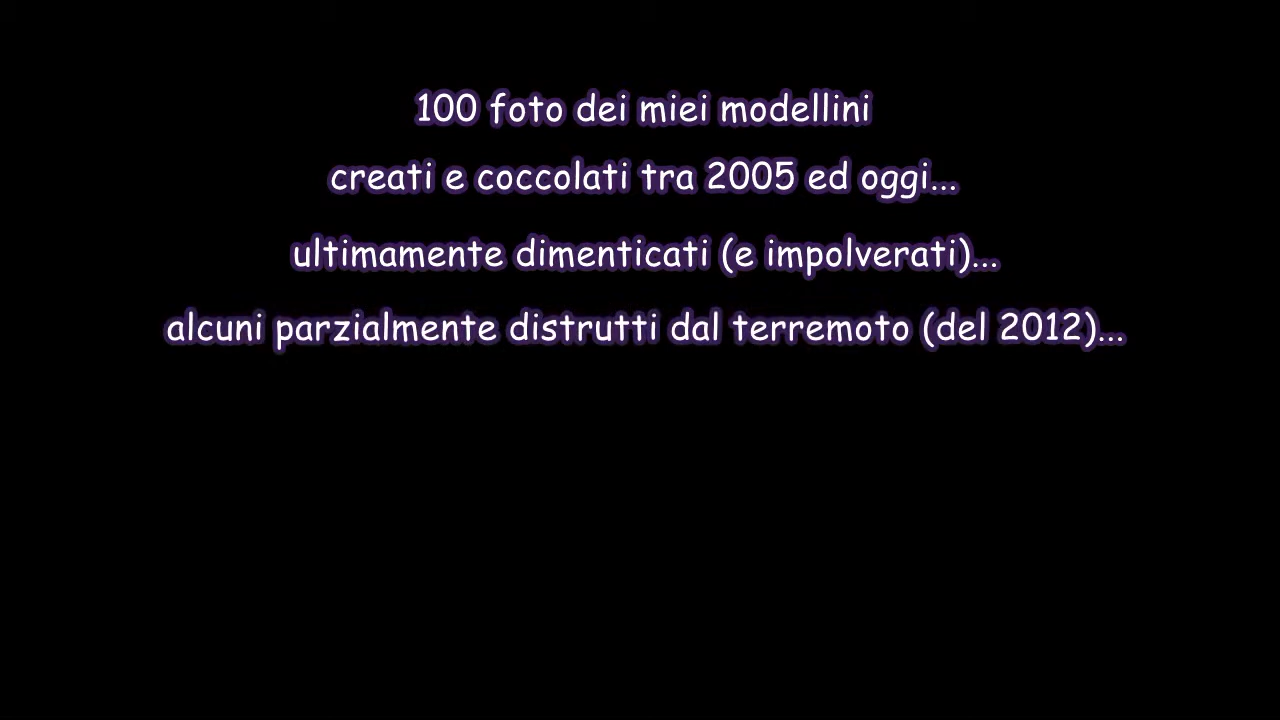 100 foto dei miei modellini
creati e coccolati tra 2005 ed oggi...
ultimamente dimenticati (e impolverati)...
alcuni parzialmente distrutti dal terremoto (del 2012)...